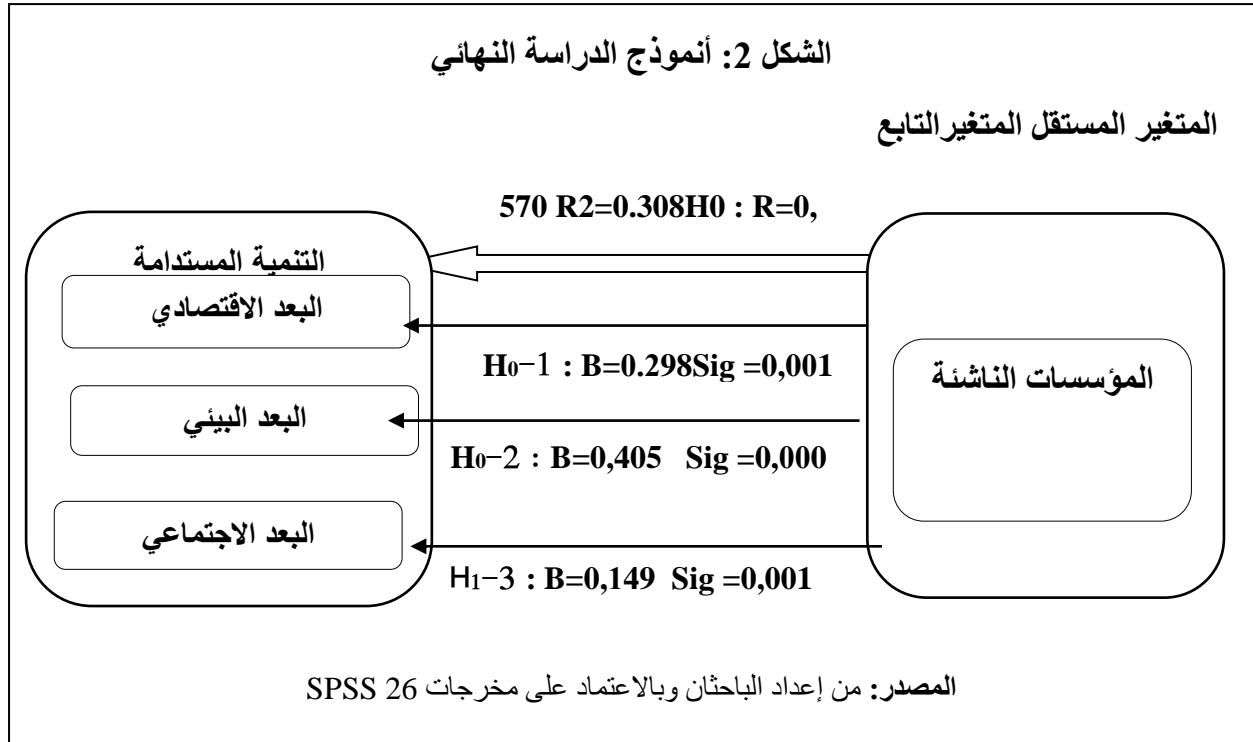 الشكل 2: أنموذج الدراسة النهائي
المتغير المستقل المتغيرالتابع
570 R2=0.308H0 : R=0,
التنمية المستدامة
البعد الاقتصادي
H0-1 : B=0.298Sig =0,001
المؤسسات الناشئة
البعد البيئي
H0-2 : B=0,405 Sig =0,000
البعد الاجتماعي
H1-3 : B=0,149 Sig =0,001
المصدر: من إعداد الباحثان وبالاعتماد على مخرجات SPSS 26